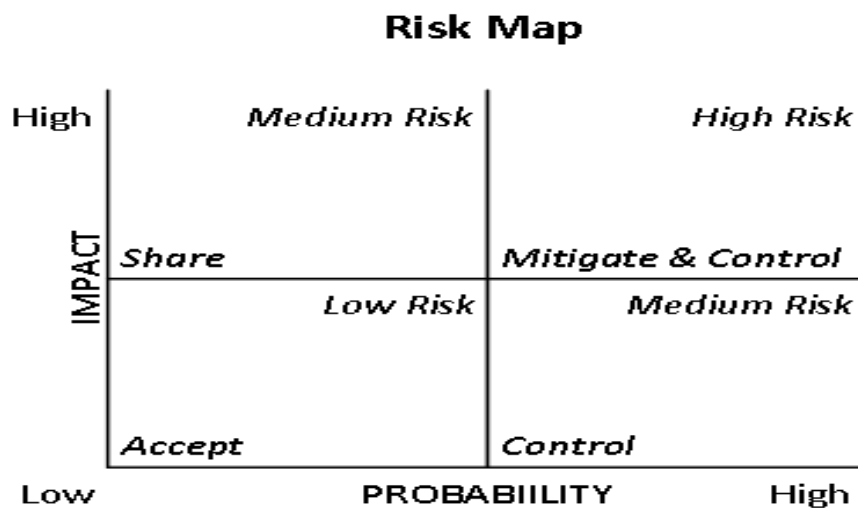 Risk Map
High
Medium Risk
High Risk
IMPACT
Share
Mitigate & Control
Low Risk
Medium Risk
Accept
Control
Low
PROBABIILITY
High